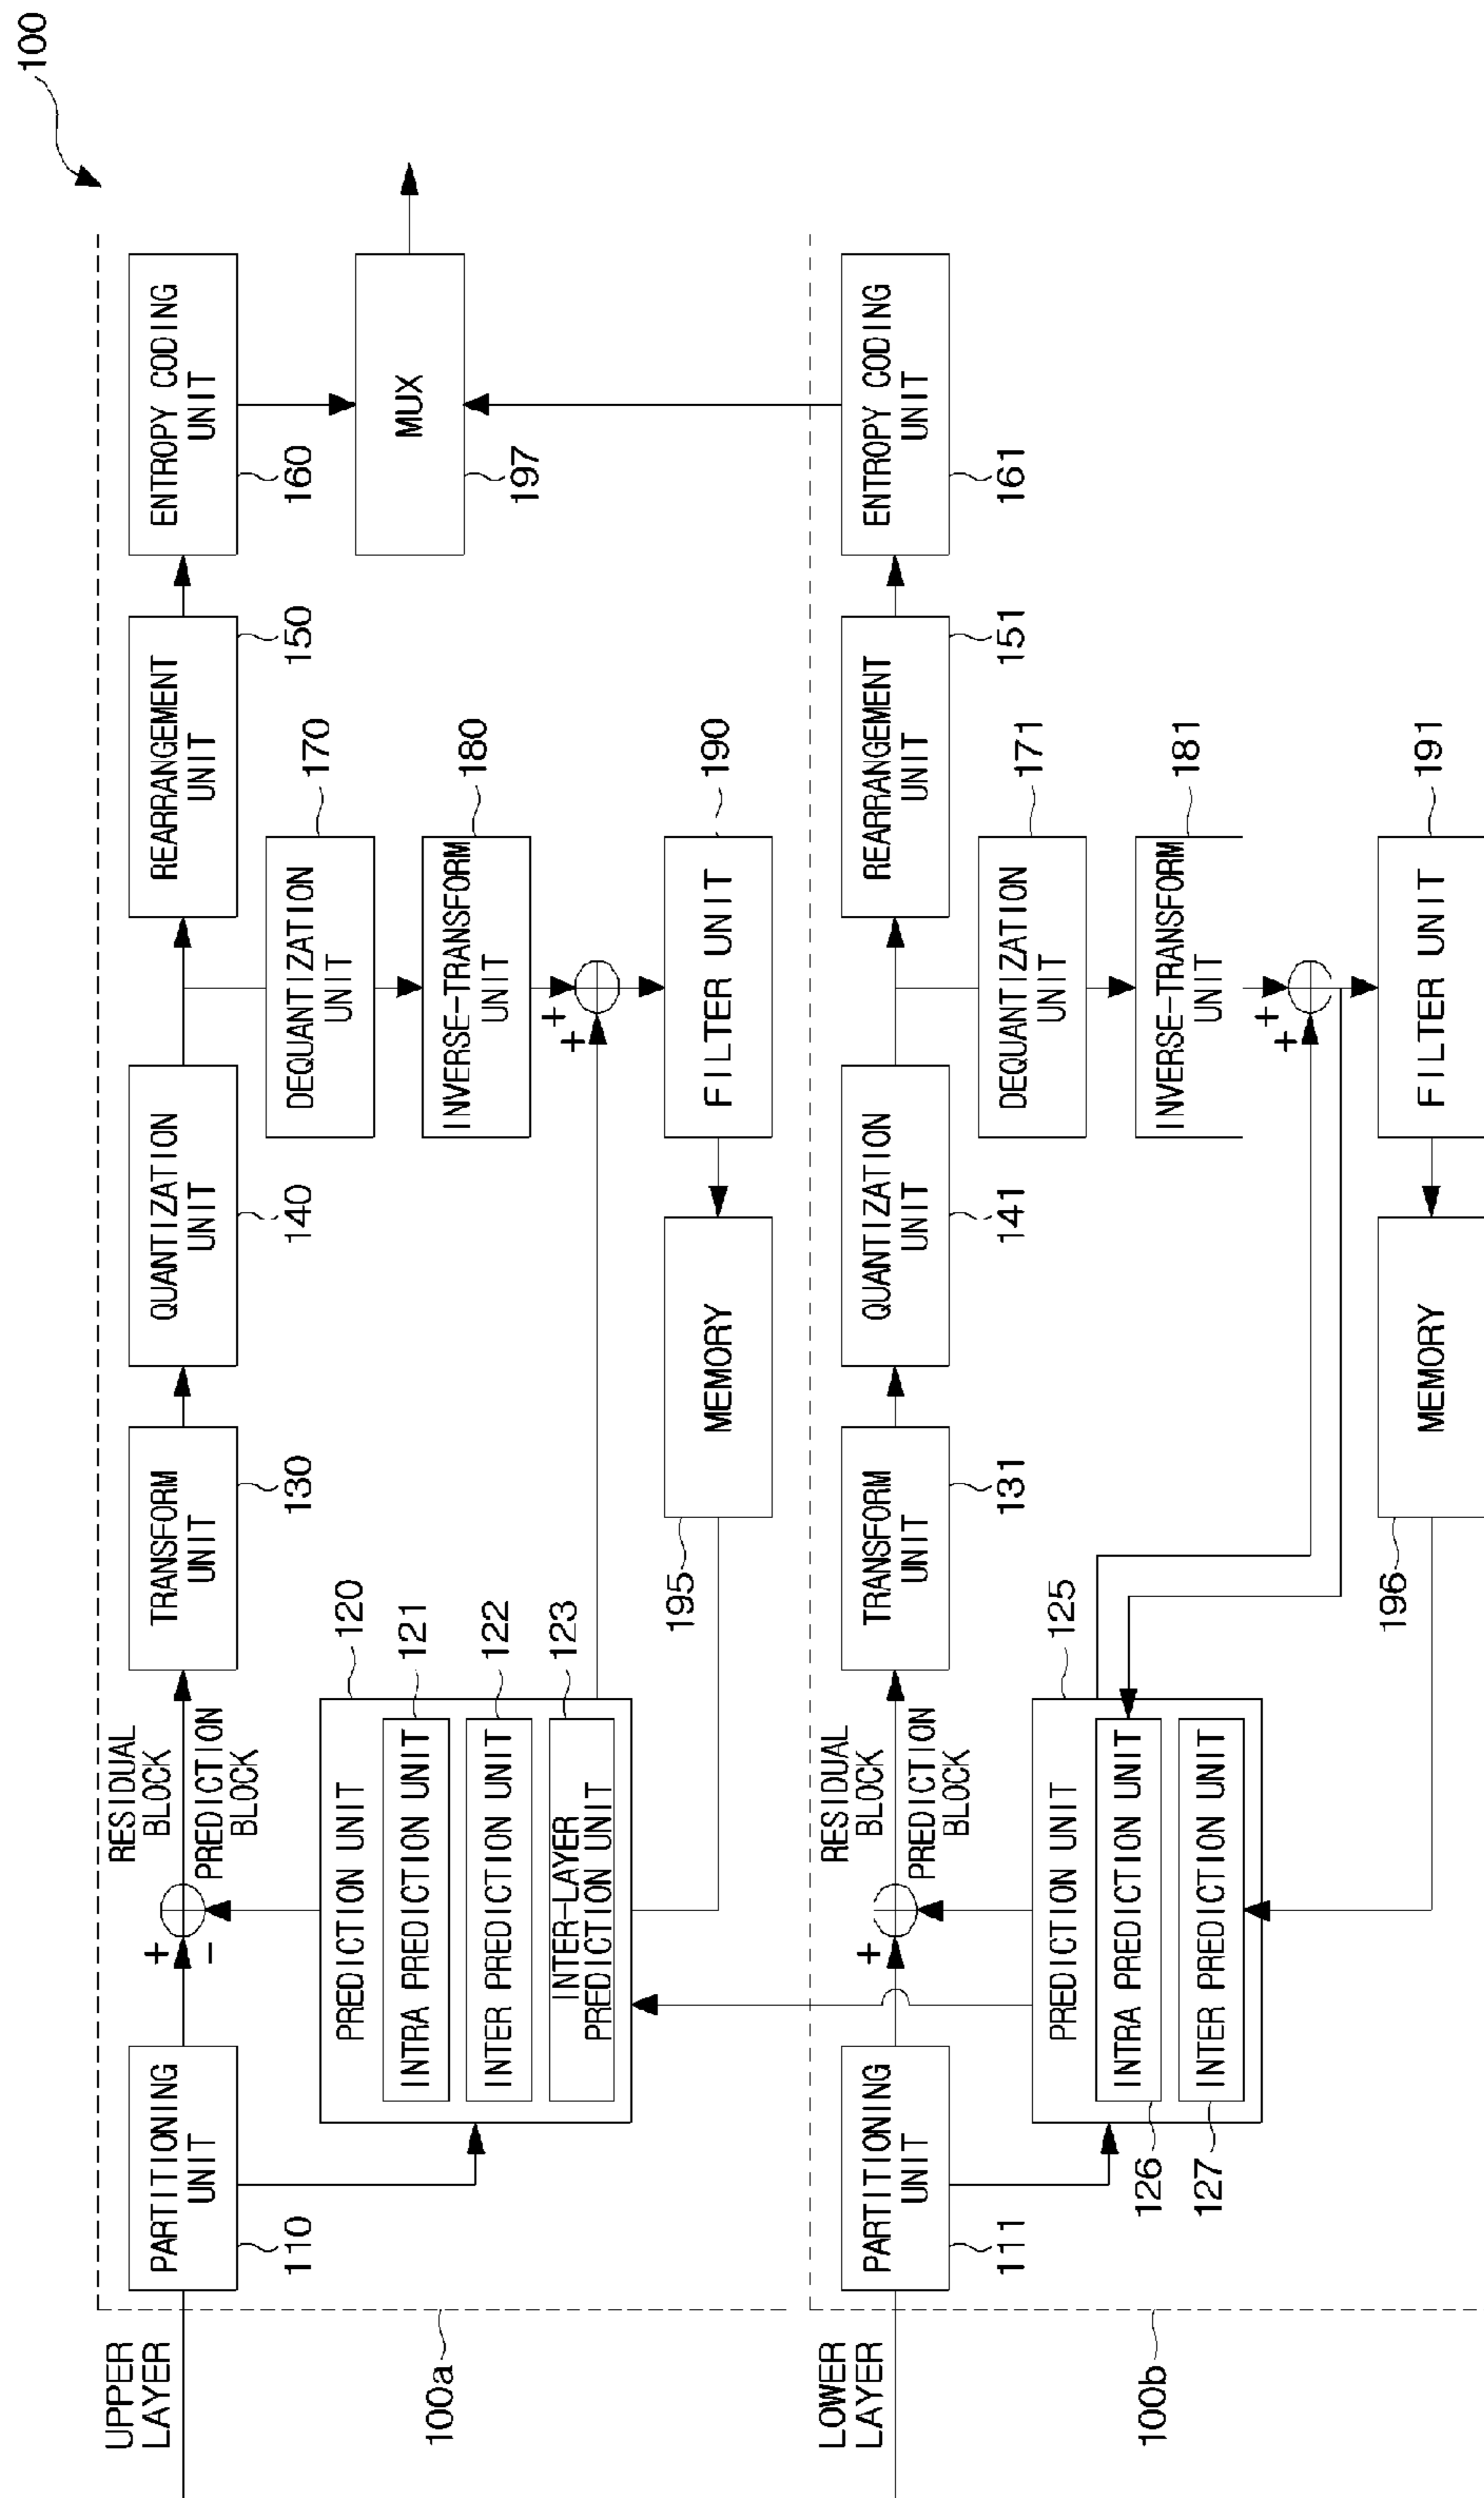 100
UPPER
LAYER
100a
PARTITIONING
UNIT
110
+
−
RESIDUAL
BLOCK
PREDICTION
BLOCK
TRANSFORM
UNIT
130
QUANTIZATION
UNIT
140
REARRANGEMENT
UNIT
150
ENTROPY CODING
UNIT
160
PREDICTION UNIT
120
INTRA PREDICTION UNIT
121
INTER PREDICTION UNIT
122
INTER-LAYER
PREDICTION UNIT
123
DEQUANTIZATION
UNIT
170
INVERSE-TRANSFORM
UNIT
180
+
+
FILTER UNIT
190
MEMORY
195
MUX
197
LOWER
LAYER
100b
PARTITIONING
UNIT
111
+
RESIDUAL
BLOCK
PREDICTION
BLOCK
TRANSFORM
UNIT
131
QUANTIZATION
UNIT
141
REARRANGEMENT
UNIT
151
ENTROPY CODING
UNIT
161
PREDICTION UNIT
125
INTRA PREDICTION UNIT
126
INTER PREDICTION UNIT
127
DEQUANTIZATION
UNIT
171
INVERSE-TRANSFORM
UNIT
181
+
+
FILTER UNIT
191
MEMORY
196